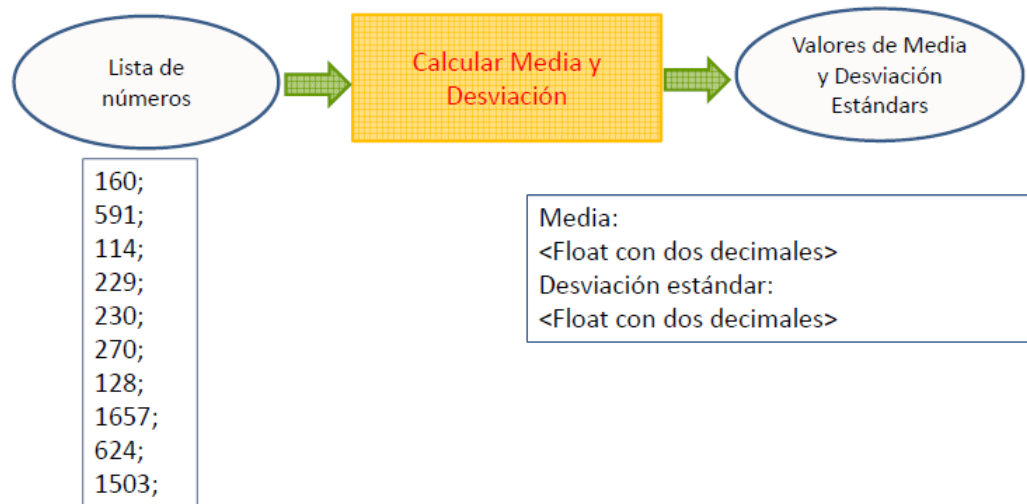 Lista de
números
Calcular Media y
Desviación
Valores de Media
y Desviación
Estándars
160;
591;
114;
229;
230;
270;
128;
1657;
624;
1503;
Media:
<Float con dos decimales>
Desviación estándar:
<Float con dos decimales>